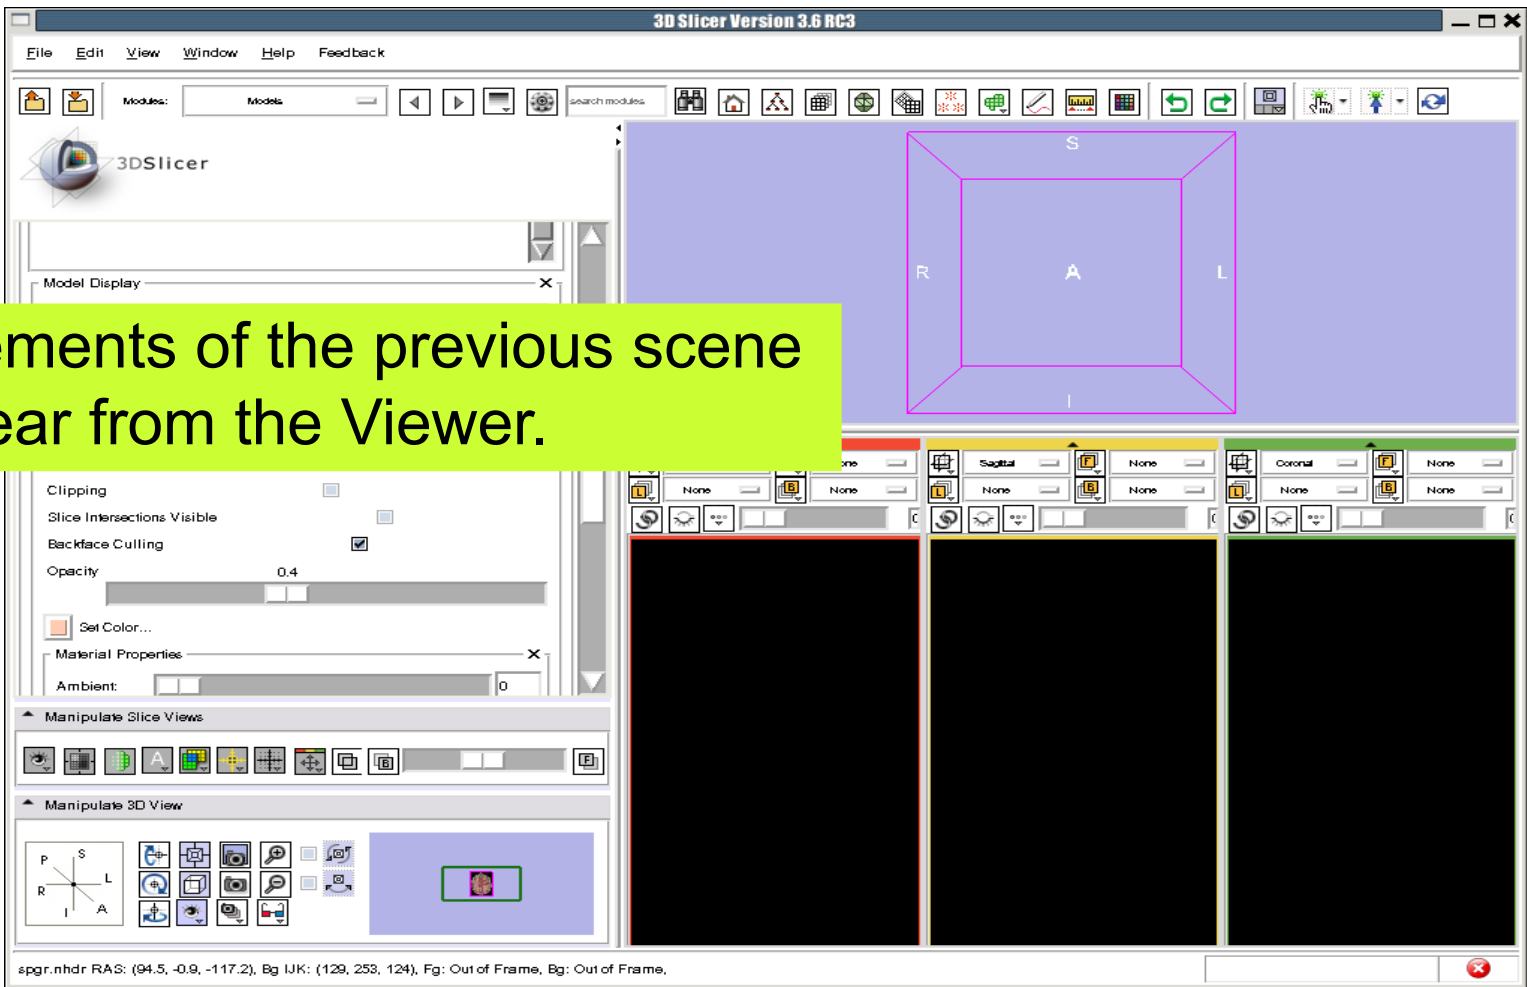 3D Slicer Version 3.6 RC3
File Edit View Window Help Feedback
Modules: Models search modules
3DSlicer
S
R A L
I
Model Display
ements of the previous scene
ear from the Viewer.
Clipping
Slice Intersections Visible
Backface Culling
Opacity 0.4
Set Color...
Material Properties
Ambient: 0
Sagittal F None Coronal F None
L None B None L None B None L None B None
Manipulate Slice Views
A B F
Manipulate 3D View
P S
R L
I A
spgr.nhdr RAS: (94.5, -0.9, -117.2), Bg IJK: (129, 253, 124), Fg: Out of Frame, Bg: Out of Frame,